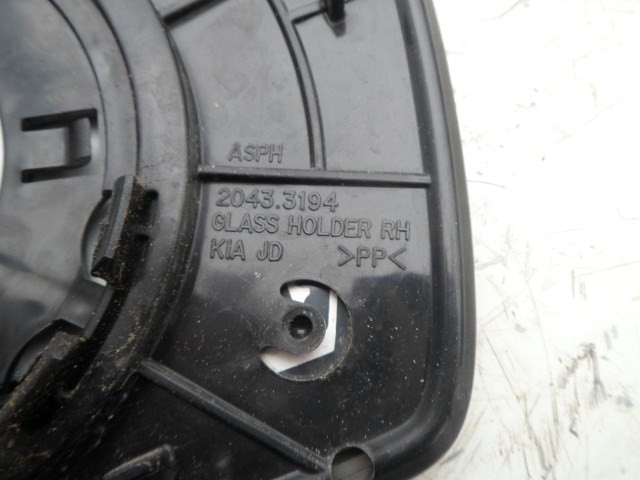 ASPH
2043.3194
GLASS HOLDER RH
KIA JD >PP<